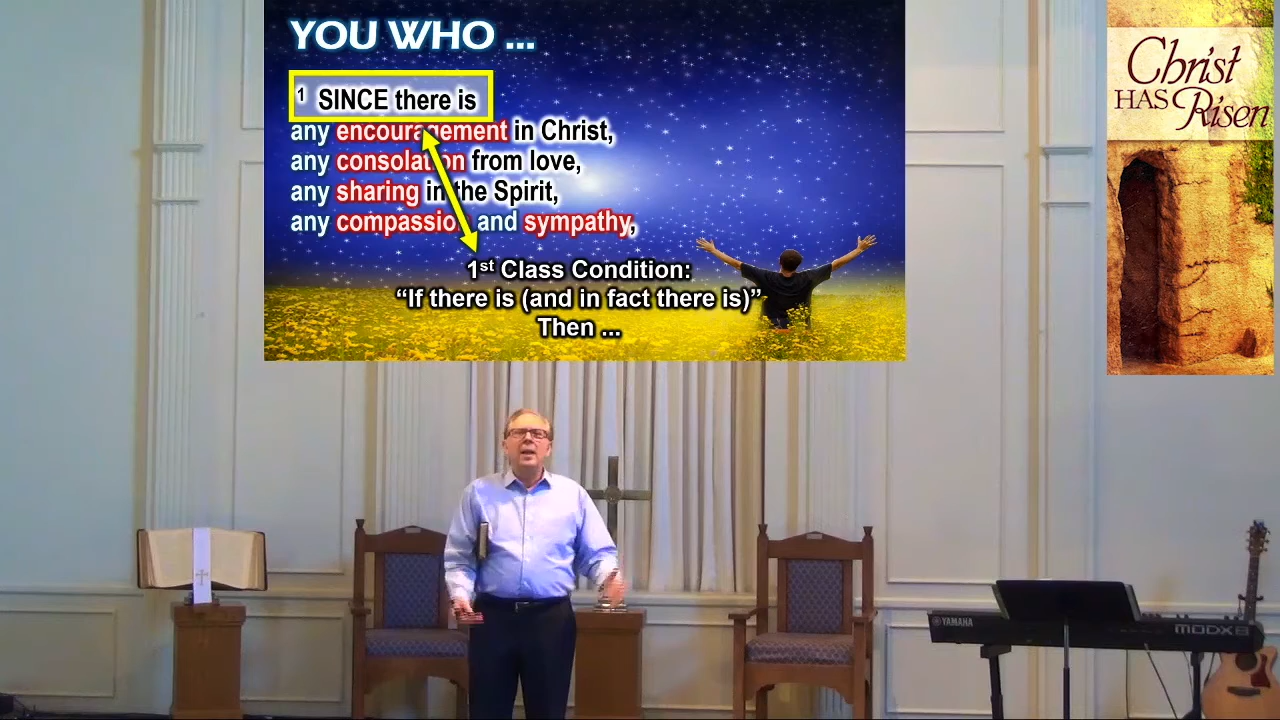 YOU WHO ...
1 SINCE there is
any encouragement in Christ,
any consolation from love,
any sharing in the Spirit,
any compassion and sympathy,
1st Class Condition:
“If there is (and in fact there is)”
Then ...
Christ
HAS Risen
YAMAHA
MODX8